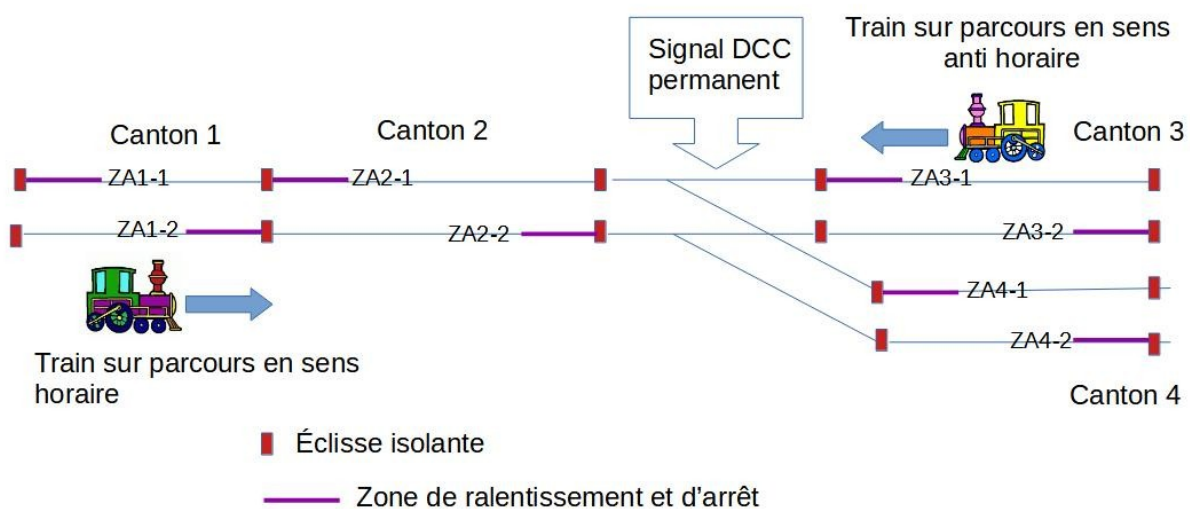 Signal DCC
permanent
Train sur parcours en sens
anti horaire
Canton 1
Canton 2
Canton 3
ZA1-1
ZA2-1
ZA3-1
ZA1-2
ZA2-2
ZA3-2
ZA4-1
ZA4-2
Train sur parcours en sens
horaire
Canton 4
Éclisse isolante
Zone de ralentissement et d'arrêt